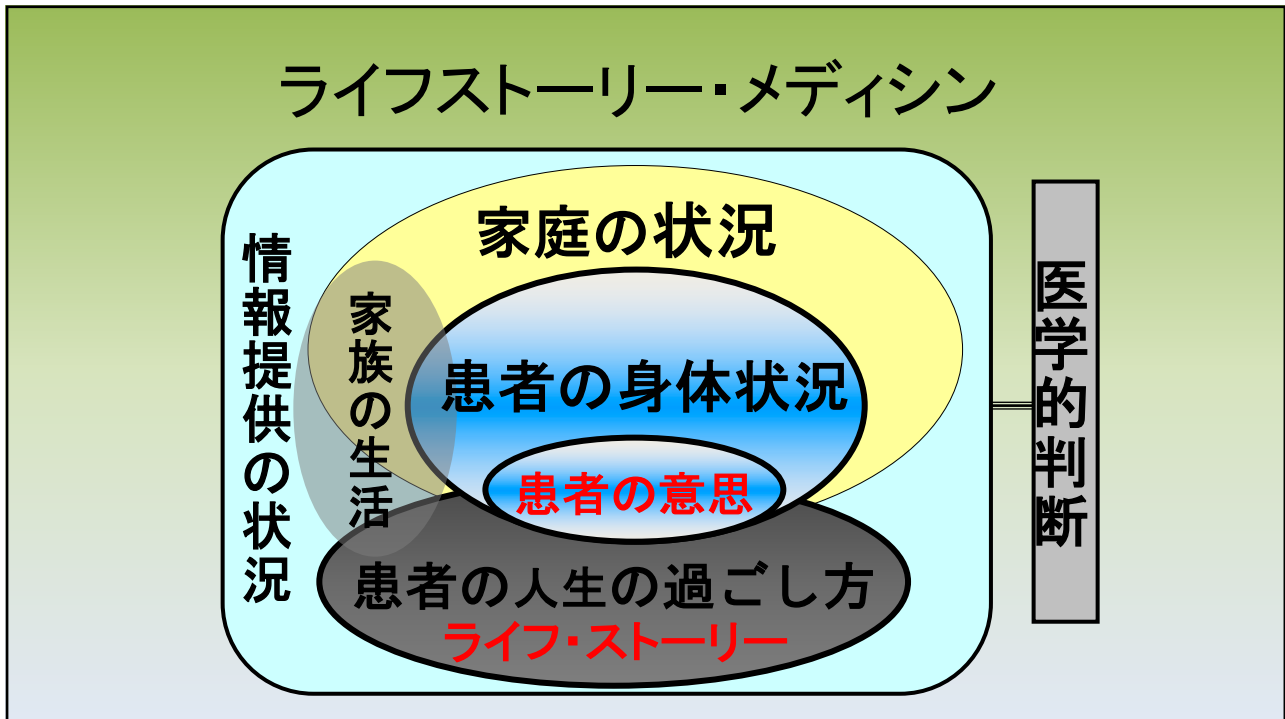 ライフストーリー・メディシン
情報提供の状況
家庭の状況
家族の生活
患者の身体状況
患者の意思
患者の人生の過ごし方
ライフ・ストーリー
医学的判断